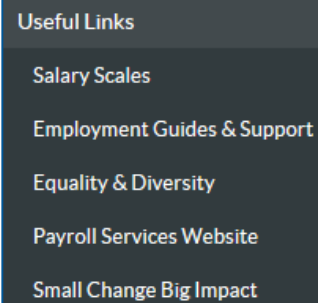 Useful Links
Salary Scales
Employment Guides & Support
Equality & Diversity
Payroll Services Website
Small Change Big Impact